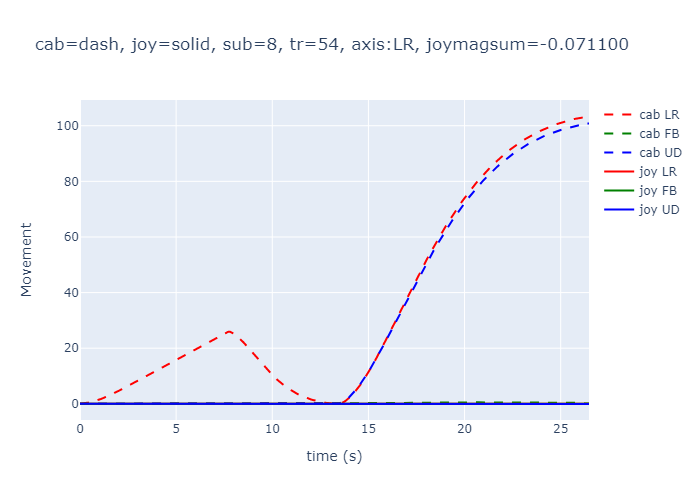 cab=dash, joy=solid, sub=8, tr=54, axis:LR, joymagsum=-0.071100
cab LR
cab FB
cab UD
joy LR
joy FB
joy UD
Movement
100
80
60
40
20
0
0 5 10 15 20 25
time (s)